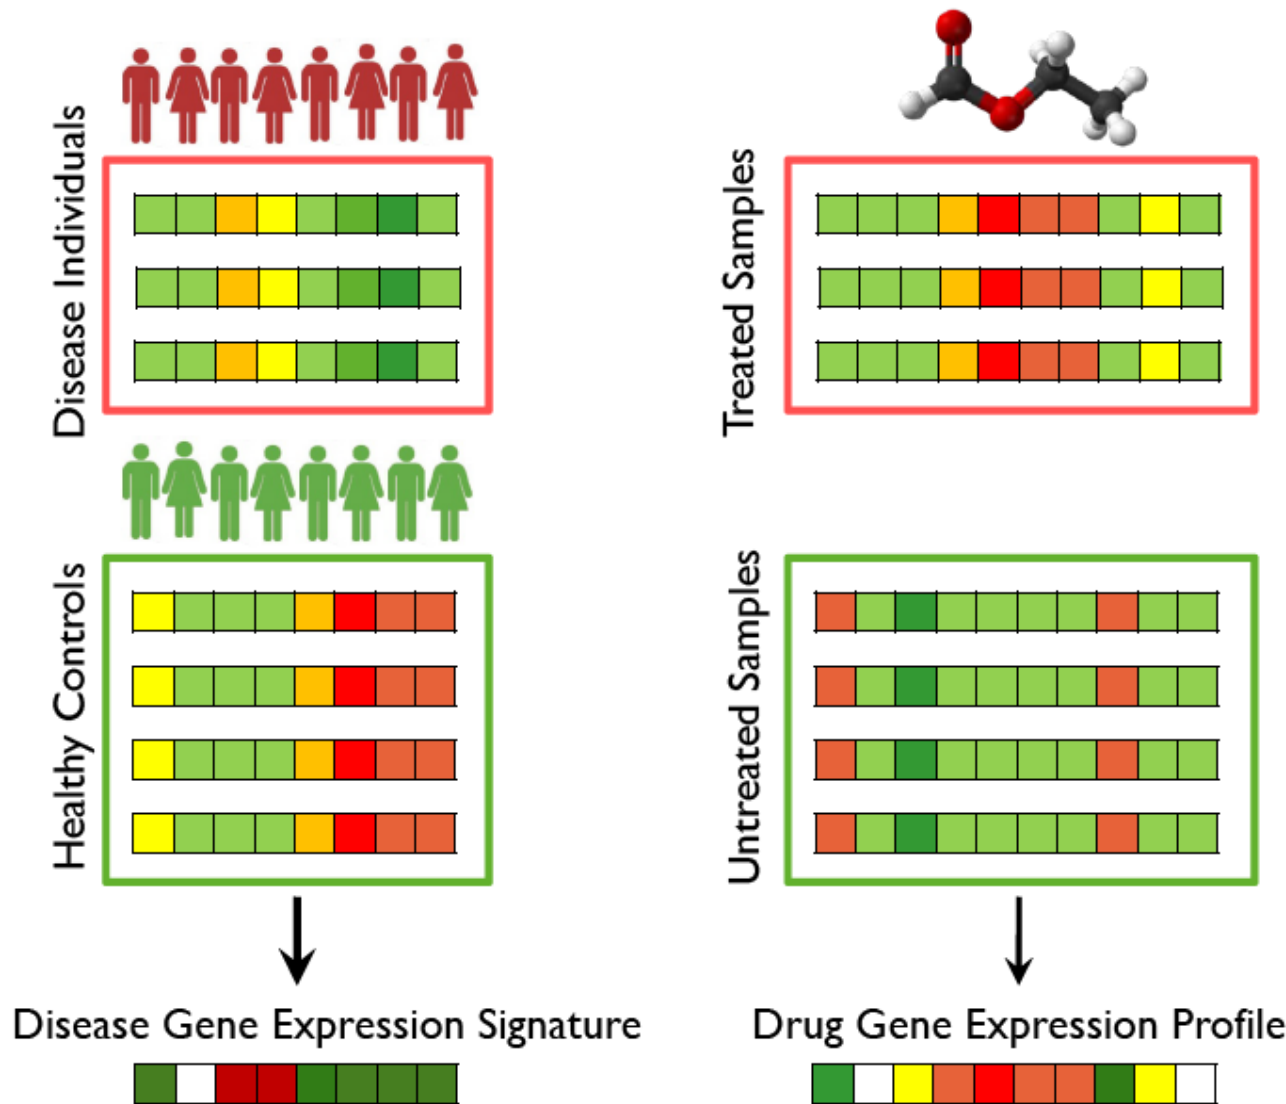 Disease Individuals
Treated Samples
Healthy Controls
Untreated Samples
Disease Gene Expression Signature
Drug Gene Expression Profile